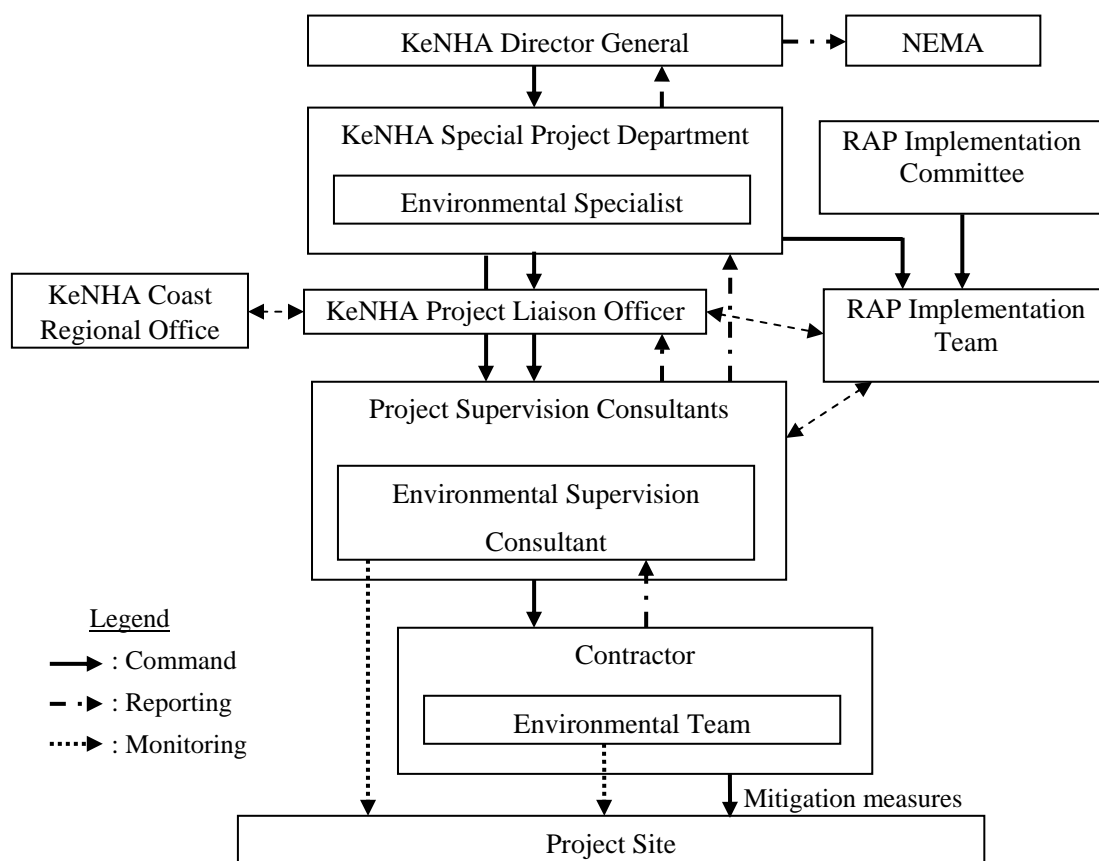 KeNHA Director General
NEMA
KeNHA Special Project Department
Environmental Specialist
RAP Implementation
Committee
KeNHA Coast
Regional Office
KeNHA Project Liaison Officer
RAP Implementation
Team
Project Supervision Consultants
Environmental Supervision
Consultant
Legend
: Command
: Reporting
: Monitoring
Contractor
Environmental Team
Mitigation measures
Project Site